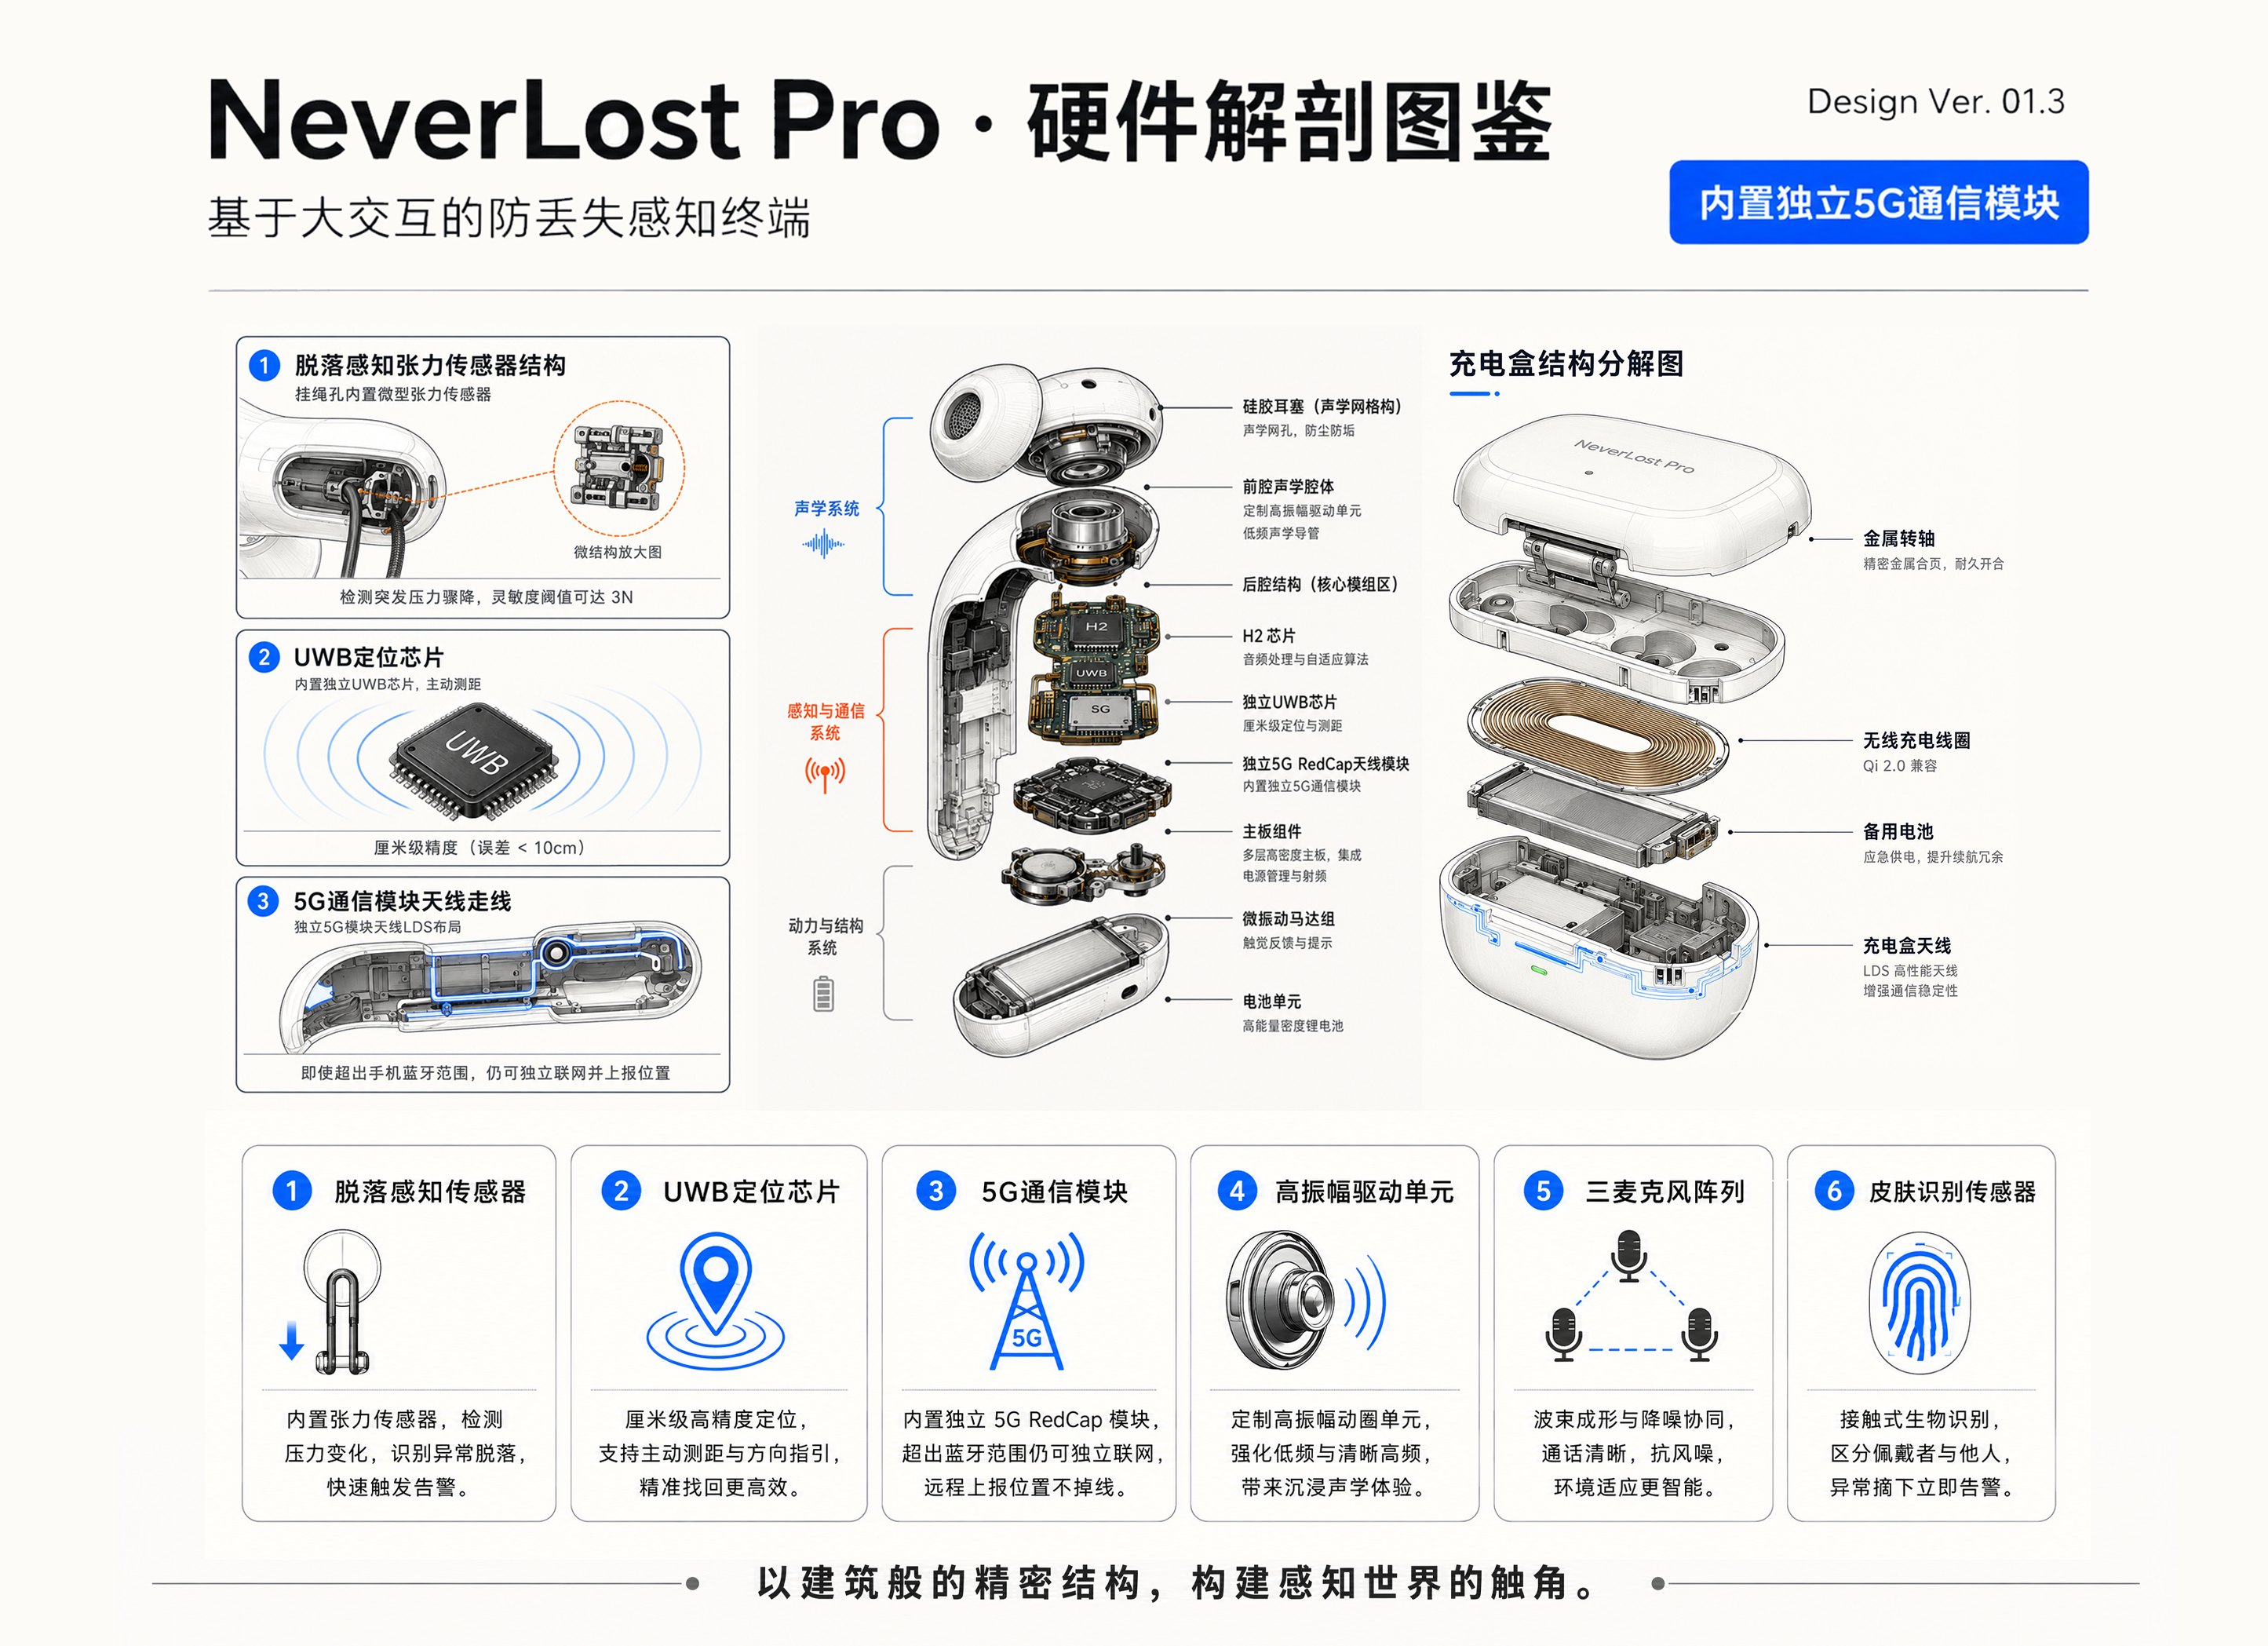 NeverLost Pro · 硬件解剖图鉴
基于大交互的防丢失感知终端
Design Ver. 01.3
内置独立5G通信模块
1 脱落感知张力传感器结构
挂绳孔内置微型张力传感器
微结构放大图
检测突发压力骤降，灵敏度阈值可达 3N
2 UWB定位芯片
内置独立UWB芯片，主动测距
UWB
厘米级精度（误差 < 10cm）
3 5G通信模块天线走线
独立5G模块天线LDS布局
即使超出手机蓝牙范围，仍可独立联网并上报位置
声学系统
感知与通信
系统
动力与结构
系统
H2
UWB
SG
硅胶耳塞（声学网格构）
声学网孔，防尘防垢
前腔声学腔体
定制高振幅驱动单元
低频声学导管
后腔结构（核心模组区）
H2 芯片
音频处理与自适应算法
独立UWB芯片
厘米级定位与测距
独立5G RedCap天线模块
内置独立5G通信模块
主板组件
多层高密度主板，集成
电源管理与射频
微振动马达组
触觉反馈与提示
电池单元
高能量密度锂电池
充电盒结构分解图
NeverLost Pro
金属转轴
精密金属合页，耐久开合
无线充电线圈
Qi 2.0 兼容
备用电池
应急供电，提升续航冗余
充电盒天线
LDS 高性能天线
增强通信稳定性
1 脱落感知传感器
内置张力传感器，检测
压力变化，识别异常脱落，
快速触发告警。
2 UWB定位芯片
厘米级高精度定位，
支持主动测距与方向指引，
精准找回更高效。
3 5G通信模块
5G
内置独立 5G RedCap 模块，
超出蓝牙范围仍可独立联网，
远程上报位置不掉线。
4 高振幅驱动单元
定制高振幅动圈单元，
强化低频与清晰高频，
带来沉浸声学体验。
5 三麦克风阵列
波束成形与降噪协同，
通话清晰，抗风噪，
环境适应更智能。
6 皮肤识别传感器
接触式生物识别，
区分佩戴者与他人，
异常摘下立即告警。
以建筑般的精密结构，构建感知世界的触角。